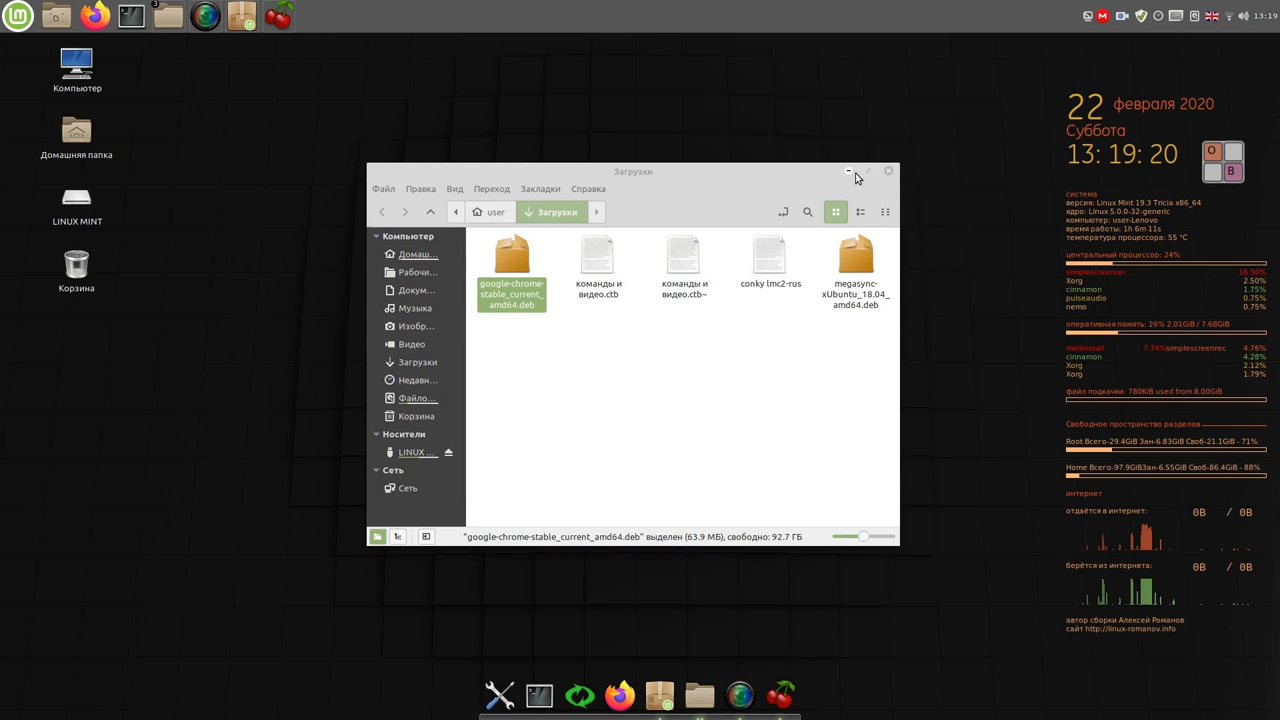 3
13:19
Компьютер
Домашняя папка
LINUX MINT
Корзина
Загрузки
Файл Правка Вид Переход Закладки Справка
user Загрузки
Компьютер
Домаш...
Рабочи...
Докум...
Музыка
Изобр...
Видео
Загрузки
Недавн...
Файло...
Корзина
Носители
LINUX ...
Сеть
Сеть
google-chrome-
stable_current_
amd64.deb
команды и
видео.ctb
команды и
видео.ctb~
conky lmc2-rus
megasync-
xUbuntu_18.04_
amd64.deb
"google-chrome-stable_current_amd64.deb" выделен (63.9 МБ), свободно: 92.7 ГБ
22 февраля 2020
Суббота
13: 19: 20
O
B
система
версия: Linux Mint 19.3 Tricia x86_64
ядро: Linux 5.0.0-32-generic
компьютер: user-Lenovo
время работы: 1h 6m 11s
температура процессора: 55 °C
центральный процессор: 24%
simplescreenrec 16.50%
Xorg 2.50%
cinnamon 1.75%
pulseaudio 0.75%
nemo 0.75%
оперативная память: 26% 2.01GiB / 7.68GiB
mintinstall 7.74%simplescreenrec 4.76%
cinnamon 4.28%
Xorg 2.12%
Xorg 1.79%
файл подкачки: 780KiB used from 8.00GiB
Свободное пространство разделов
Root Всего-29.4GiB Зан-6.83GiB Своб-21.1GiB - 71%
Home Всего-97.9GiBЗан-6.55GiB Своб-86.4GiB - 88%
интернет
отдаётся в интернет: 0B / 0B
берётся из интернета: 0B / 0B
автор сборки Алексей Романов
сайт http://linux-romanov.info